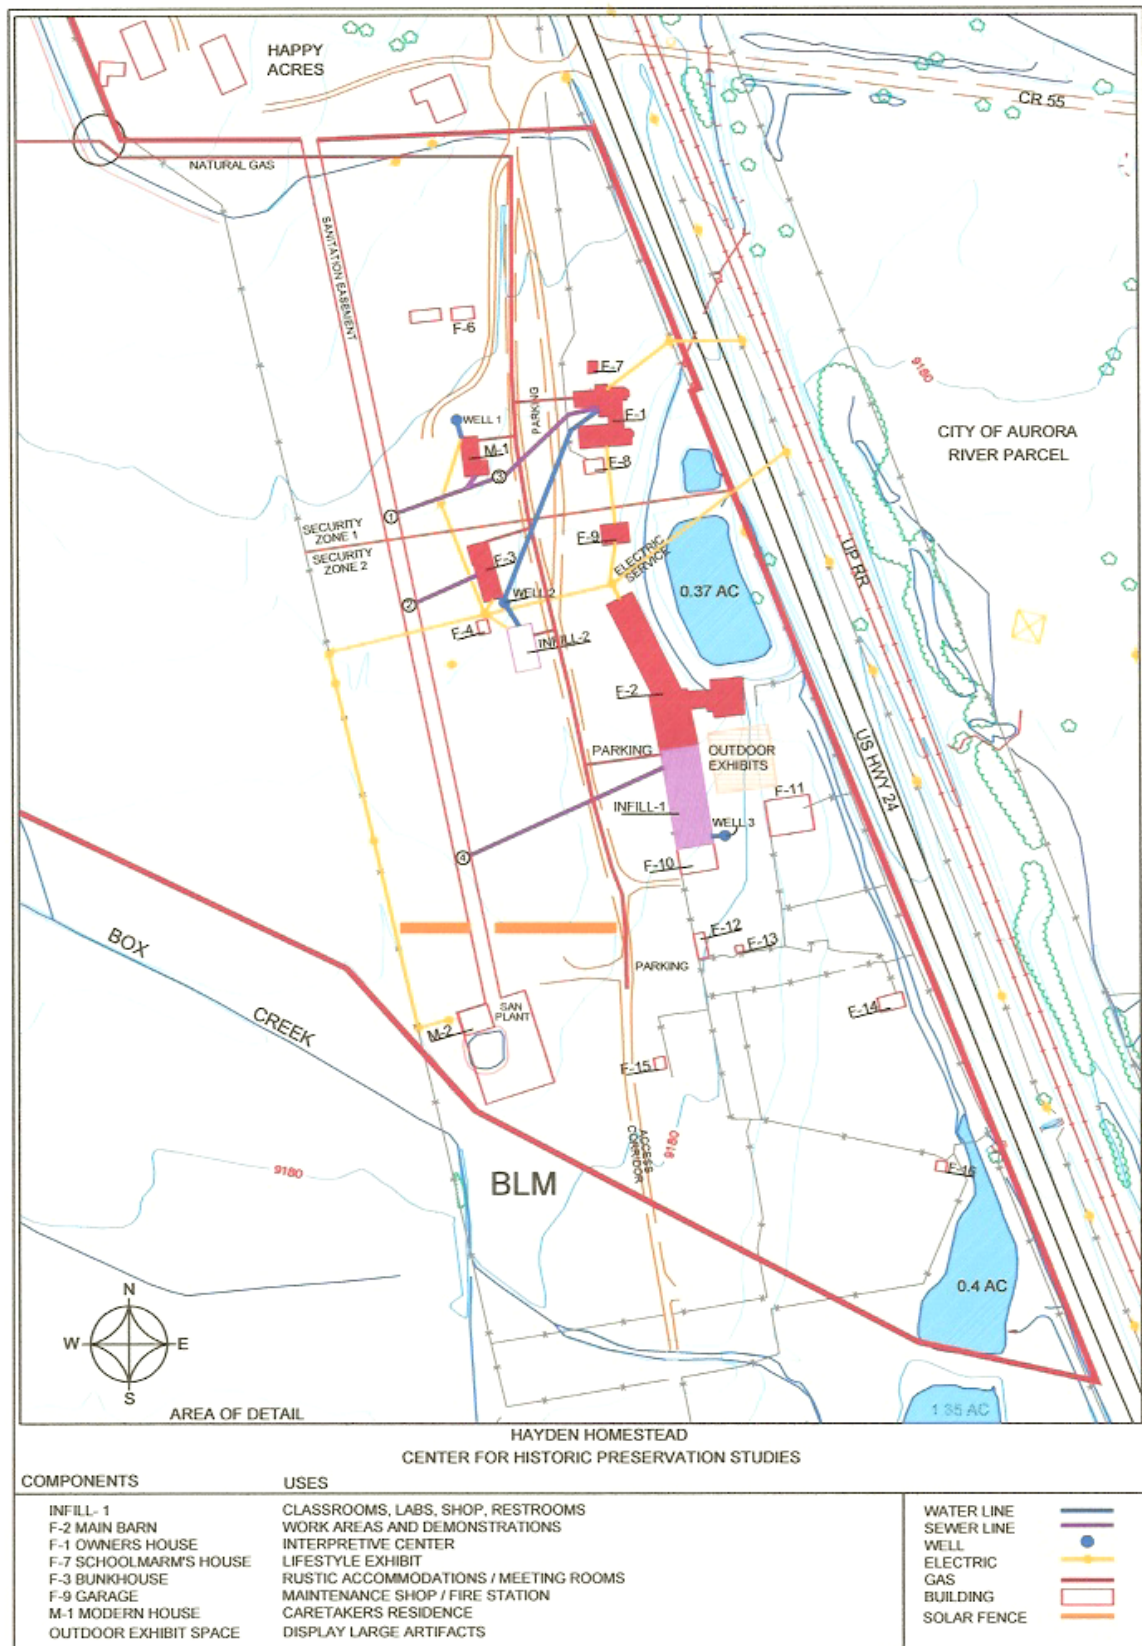 HAPPY
ACRES
CR 55
NATURAL GAS
SANITATION EASEMENT
F-6
F-7
9180
PARKING
WELL 1
F-1
M-1
F-8
CITY OF AURORA
RIVER PARCEL
3
1
SECURITY
ZONE 1
SECURITY
ZONE 2
F-9
ELECTRIC
SERVICE
F-3
UP RR
0.37 AC
2
WELL 2
F-4
INFILL-2
F-2
US HWY 24
PARKING
OUTDOOR
EXHIBITS
F-11
INFILL-1
WELL 3
4
F-10
F-12
F-13
BOX
CREEK
PARKING
SAN
PLANT
F-14
M-2
F-15
ACCESS
CORRIDOR
9180
9180
BLM
F-16
0.4 AC
N
W
E
S
1.35 AC
AREA OF DETAIL
HAYDEN HOMESTEAD
CENTER FOR HISTORIC PRESERVATION STUDIES
COMPONENTS USES
INFILL- 1 CLASSROOMS, LABS, SHOP, RESTROOMS
F-2 MAIN BARN WORK AREAS AND DEMONSTRATIONS
F-1 OWNERS HOUSE INTERPRETIVE CENTER
F-7 SCHOOLMARM'S HOUSE LIFESTYLE EXHIBIT
F-3 BUNKHOUSE RUSTIC ACCOMMODATIONS / MEETING ROOMS
F-9 GARAGE MAINTENANCE SHOP / FIRE STATION
M-1 MODERN HOUSE CARETAKERS RESIDENCE
OUTDOOR EXHIBIT SPACE DISPLAY LARGE ARTIFACTS
WATER LINE
SEWER LINE
WELL
ELECTRIC
GAS
BUILDING
SOLAR FENCE